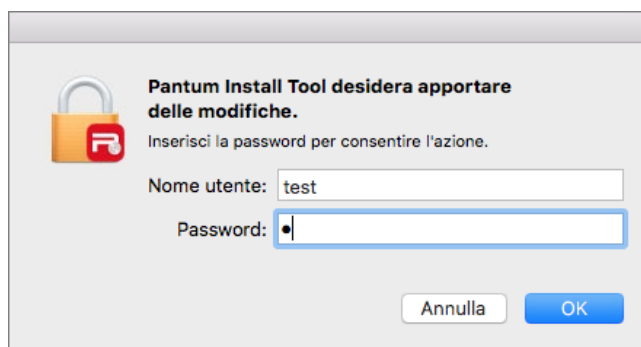 Pantum Install Tool desidera apportare
delle modifiche.
Inserisci la password per consentire l'azione.
Nome utente: test
Password: •
Annulla OK